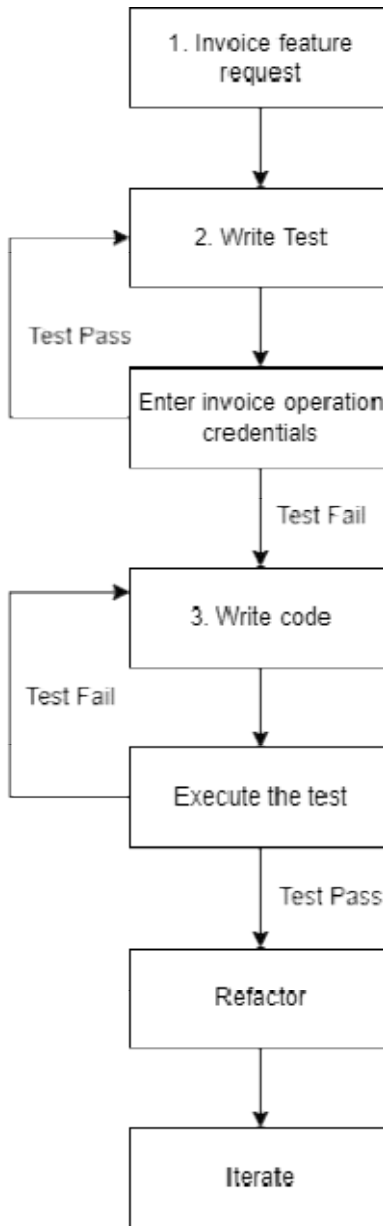 1. Invoice feature
request
2. Write Test
Test Pass
Enter invoice operation
credentials
Test Fail
3. Write code
Test Fail
Execute the test
Test Pass
Refactor
Iterate